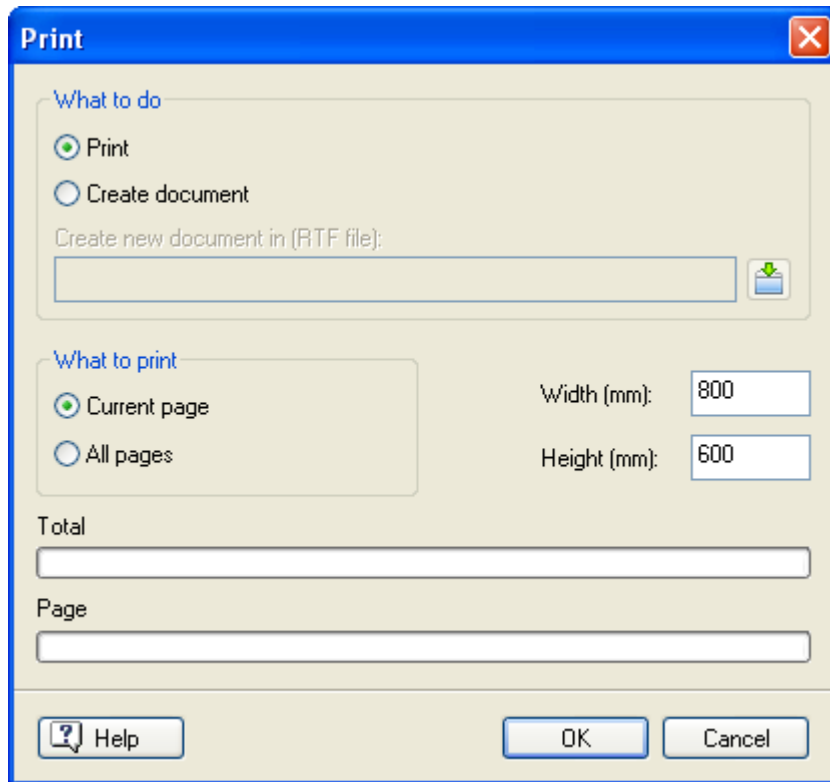 Print
What to do
Print
Create document
Create new document in (RTF file):
What to print
Current page
All pages
Width (mm): 800
Height (mm): 600
Total
Page
Help OK Cancel